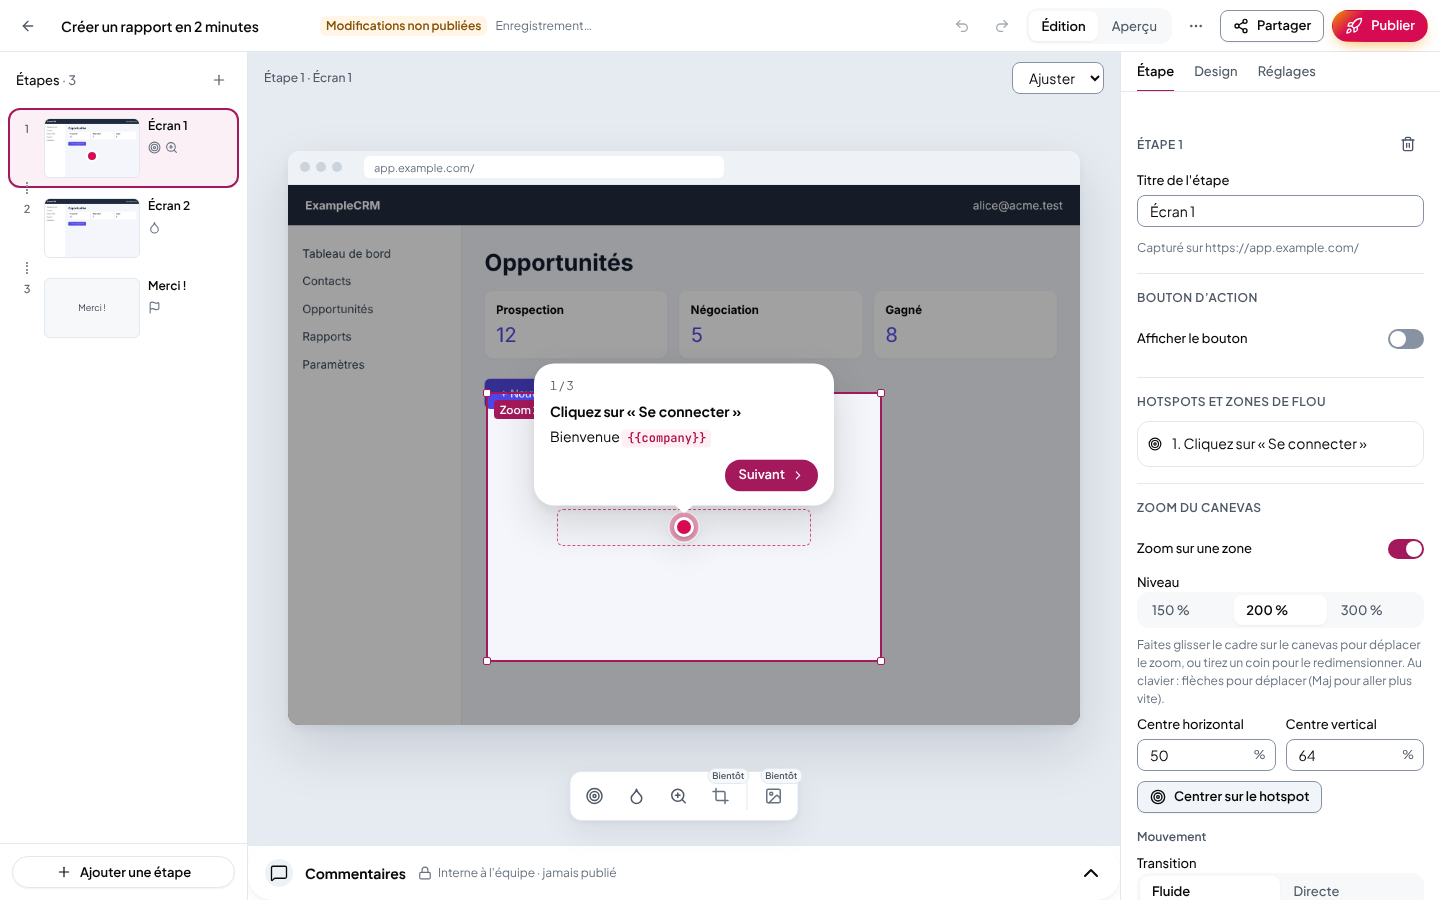 Créer un rapport en 2 minutes
Modifications non publiées
Enregistrement…
Édition
Aperçu
Partager
Publier
Étapes · 3
1
Écran 1
2
Écran 2
3
Merci !
Merci !
Ajouter une étape
Étape 1 · Écran 1
Ajuster
app.example.com/
ExampleCRM
alice@acme.test
Tableau de bord
Contacts
Opportunités
Rapports
Paramètres
Opportunités
Prospection
12
Négociation
5
Gagné
8
Zoom
1 / 3
Cliquez sur « Se connecter »
Bienvenue {{company}}
Suivant
Bientôt
Bientôt
Commentaires
Interne à l'équipe · jamais publié
Étape
Design
Réglages
ÉTAPE 1
Titre de l'étape
Écran 1
Capturé sur https://app.example.com/
BOUTON D'ACTION
Afficher le bouton
HOTSPOTS ET ZONES DE FLOU
1. Cliquez sur « Se connecter »
ZOOM DU CANEVAS
Zoom sur une zone
Niveau
150 %
200 %
300 %
Faites glisser le cadre sur le canevas pour déplacer
le zoom, ou tirez un coin pour le redimensionner. Au
clavier : flèches pour déplacer (Maj pour aller plus
vite).
Centre horizontal
Centre vertical
50 %
64 %
Centrer sur le hotspot
Mouvement
Transition
Fluide
Directe